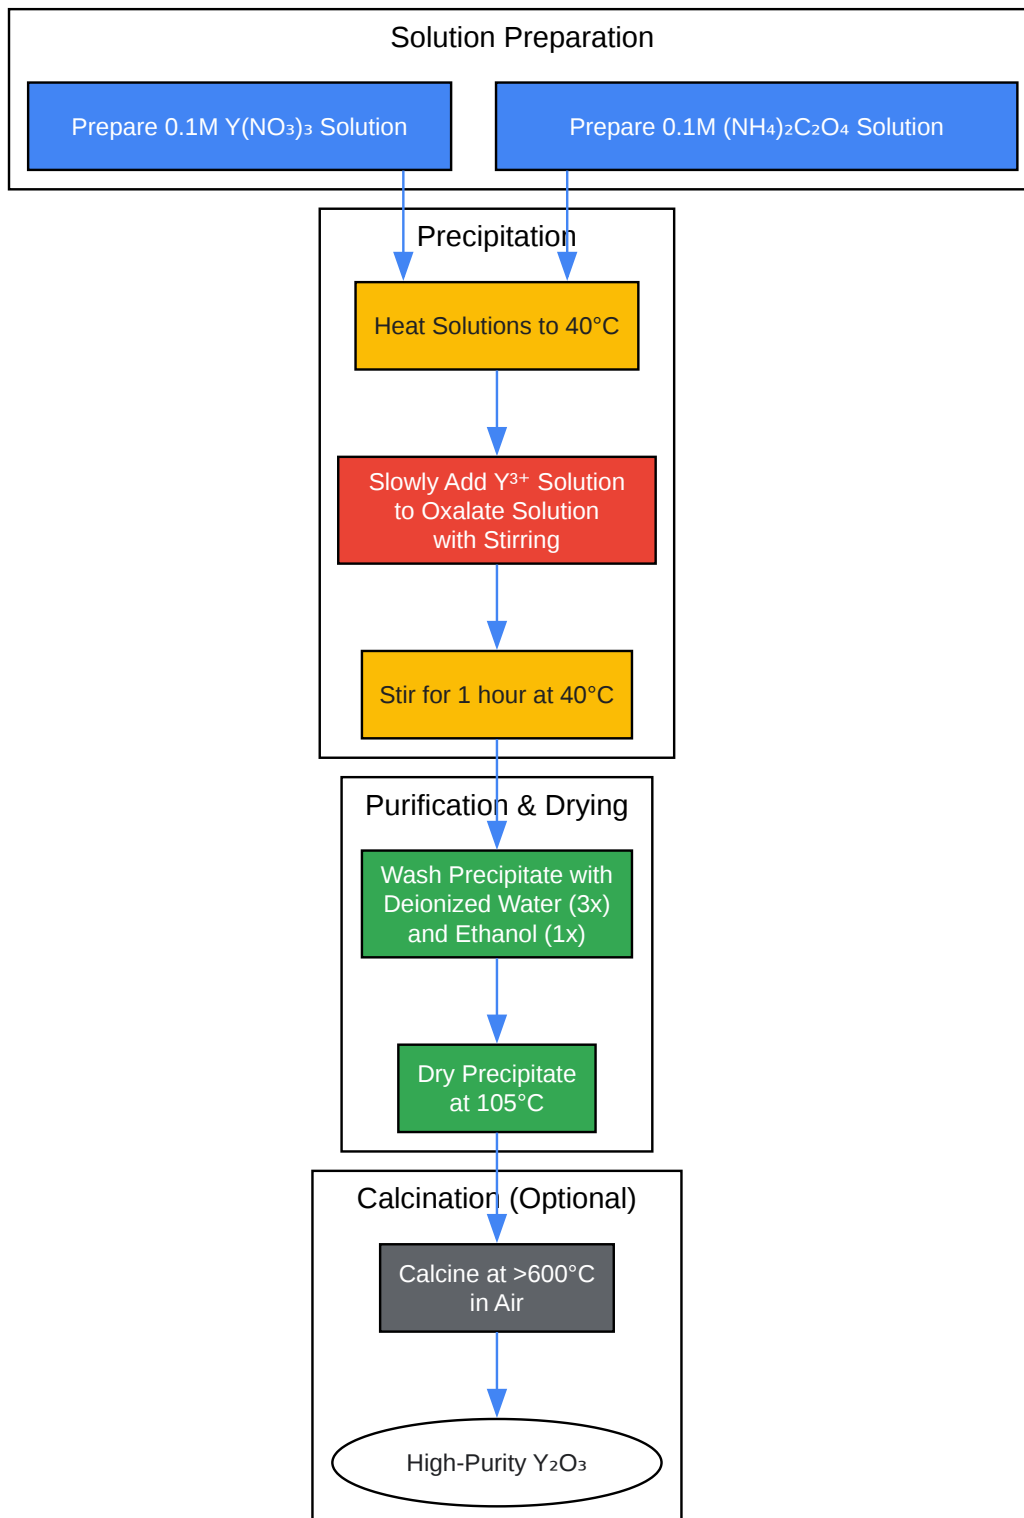 Solution Preparation
Prepare 0.1M Y(NO₃)₃ Solution
Prepare 0.1M (NH₄)₂C₂O₄ Solution
Precipitation
Heat Solutions to 40°C
Slowly Add Y³⁺ Solution
to Oxalate Solution
with Stirring
Stir for 1 hour at 40°C
Purification & Drying
Wash Precipitate with
Deionized Water (3x)
and Ethanol (1x)
Dry Precipitate
at 105°C
Calcination (Optional)
Calcine at >600°C
in Air
High-Purity Y₂O₃